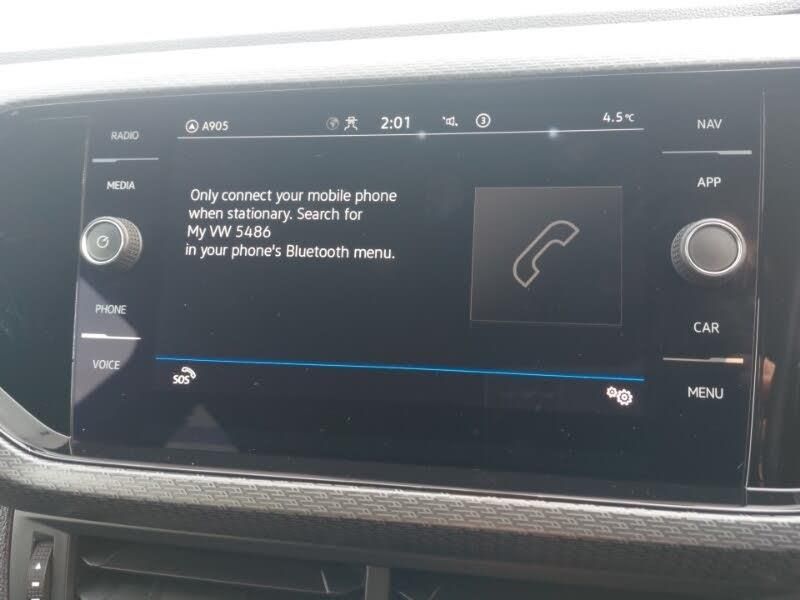 RADIO
MEDIA
PHONE
VOICE
A905
2:01
3
4.5°C
Only connect your mobile phone
when stationary. Search for
My VW 5486
in your phone's Bluetooth menu.
SOS
NAV
APP
CAR
MENU